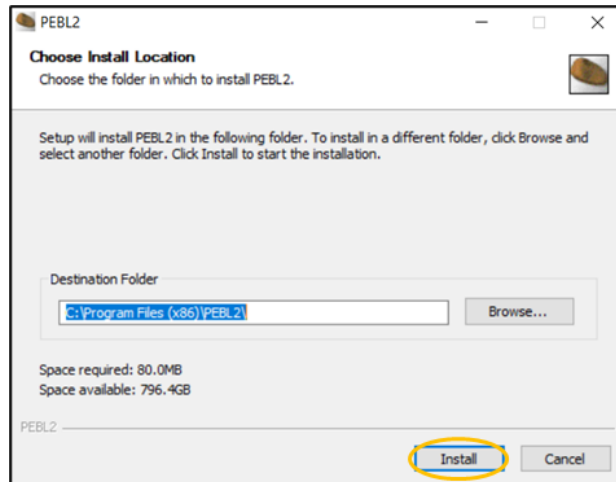 PEBL2
Choose Install Location
Choose the folder in which to install PEBL2.
Setup will install PEBL2 in the following folder. To install in a different folder, click Browse and
select another folder. Click Install to start the installation.
Destination Folder
C:\Program Files (x86)\PEBL2\
Browse...
Space required: 80.0MB
Space available: 796.4GB
PEBL2
Install Cancel